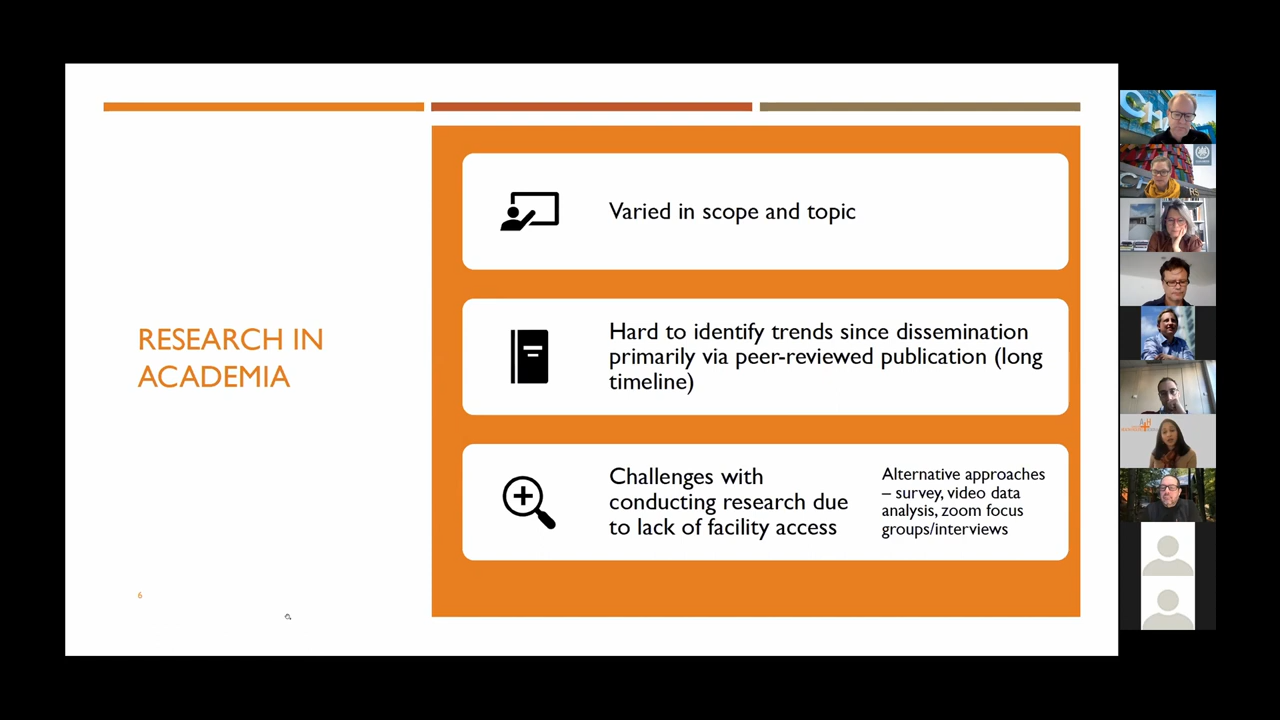 RESEARCH IN
ACADEMIA
Varied in scope and topic
Hard to identify trends since dissemination
primarily via peer-reviewed publication (long
timeline)
Challenges with
conducting research due
to lack of facility access
Alternative approaches
– survey, video data
analysis, zoom focus
groups/interviews
6